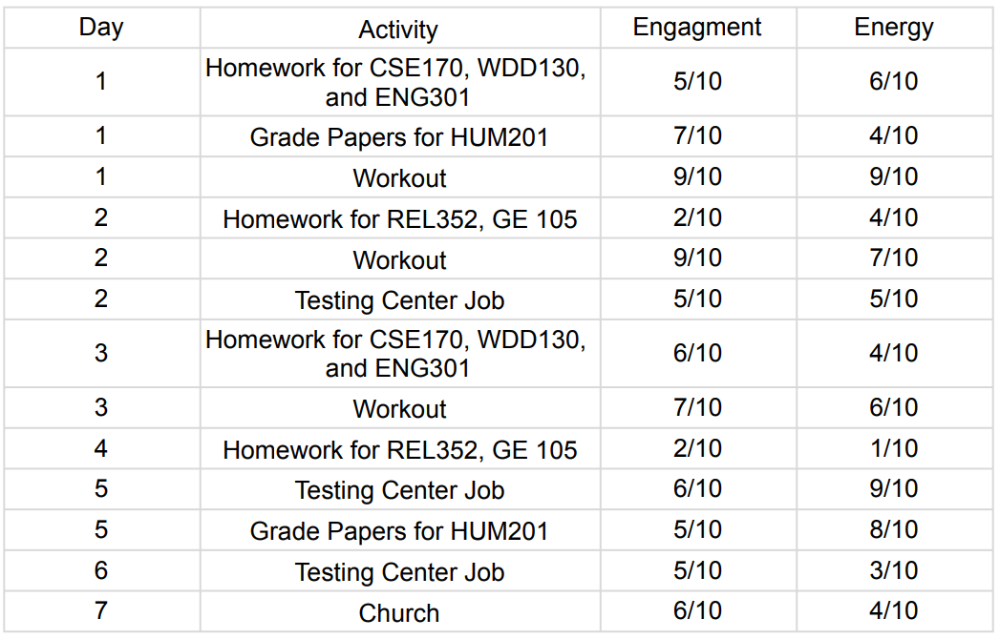 Day Activity Engagment Energy
1 Homework for CSE170, WDD130, and ENG301 5/10 6/10
1 Grade Papers for HUM201 7/10 4/10
1 Workout 9/10 9/10
2 Homework for REL352, GE 105 2/10 4/10
2 Workout 9/10 7/10
2 Testing Center Job 5/10 5/10
3 Homework for CSE170, WDD130, and ENG301 6/10 4/10
3 Workout 7/10 6/10
4 Homework for REL352, GE 105 2/10 1/10
5 Testing Center Job 6/10 9/10
5 Grade Papers for HUM201 5/10 8/10
6 Testing Center Job 5/10 3/10
7 Church 6/10 4/10